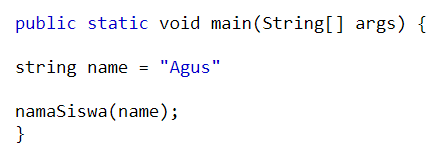 public static void main(String[] args) {
string name = "Agus"
namaSiswa(name);
}